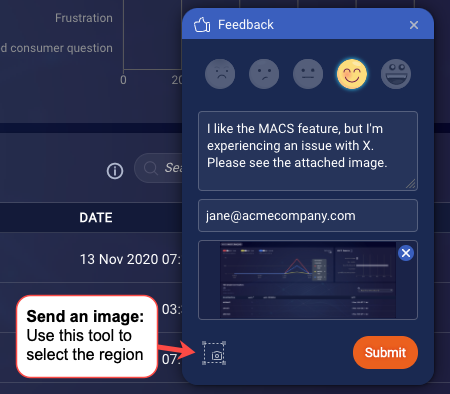 Frustration
d consumer question
0
20
Feedback
I like the MACS feature, but I'm
experiencing an issue with X.
Please see the attached image.
Sea
DATE
jane@acmecompany.com
13 Nov 2020 07:
03:
07:
Send an image:
Use this tool to
select the region
Submit